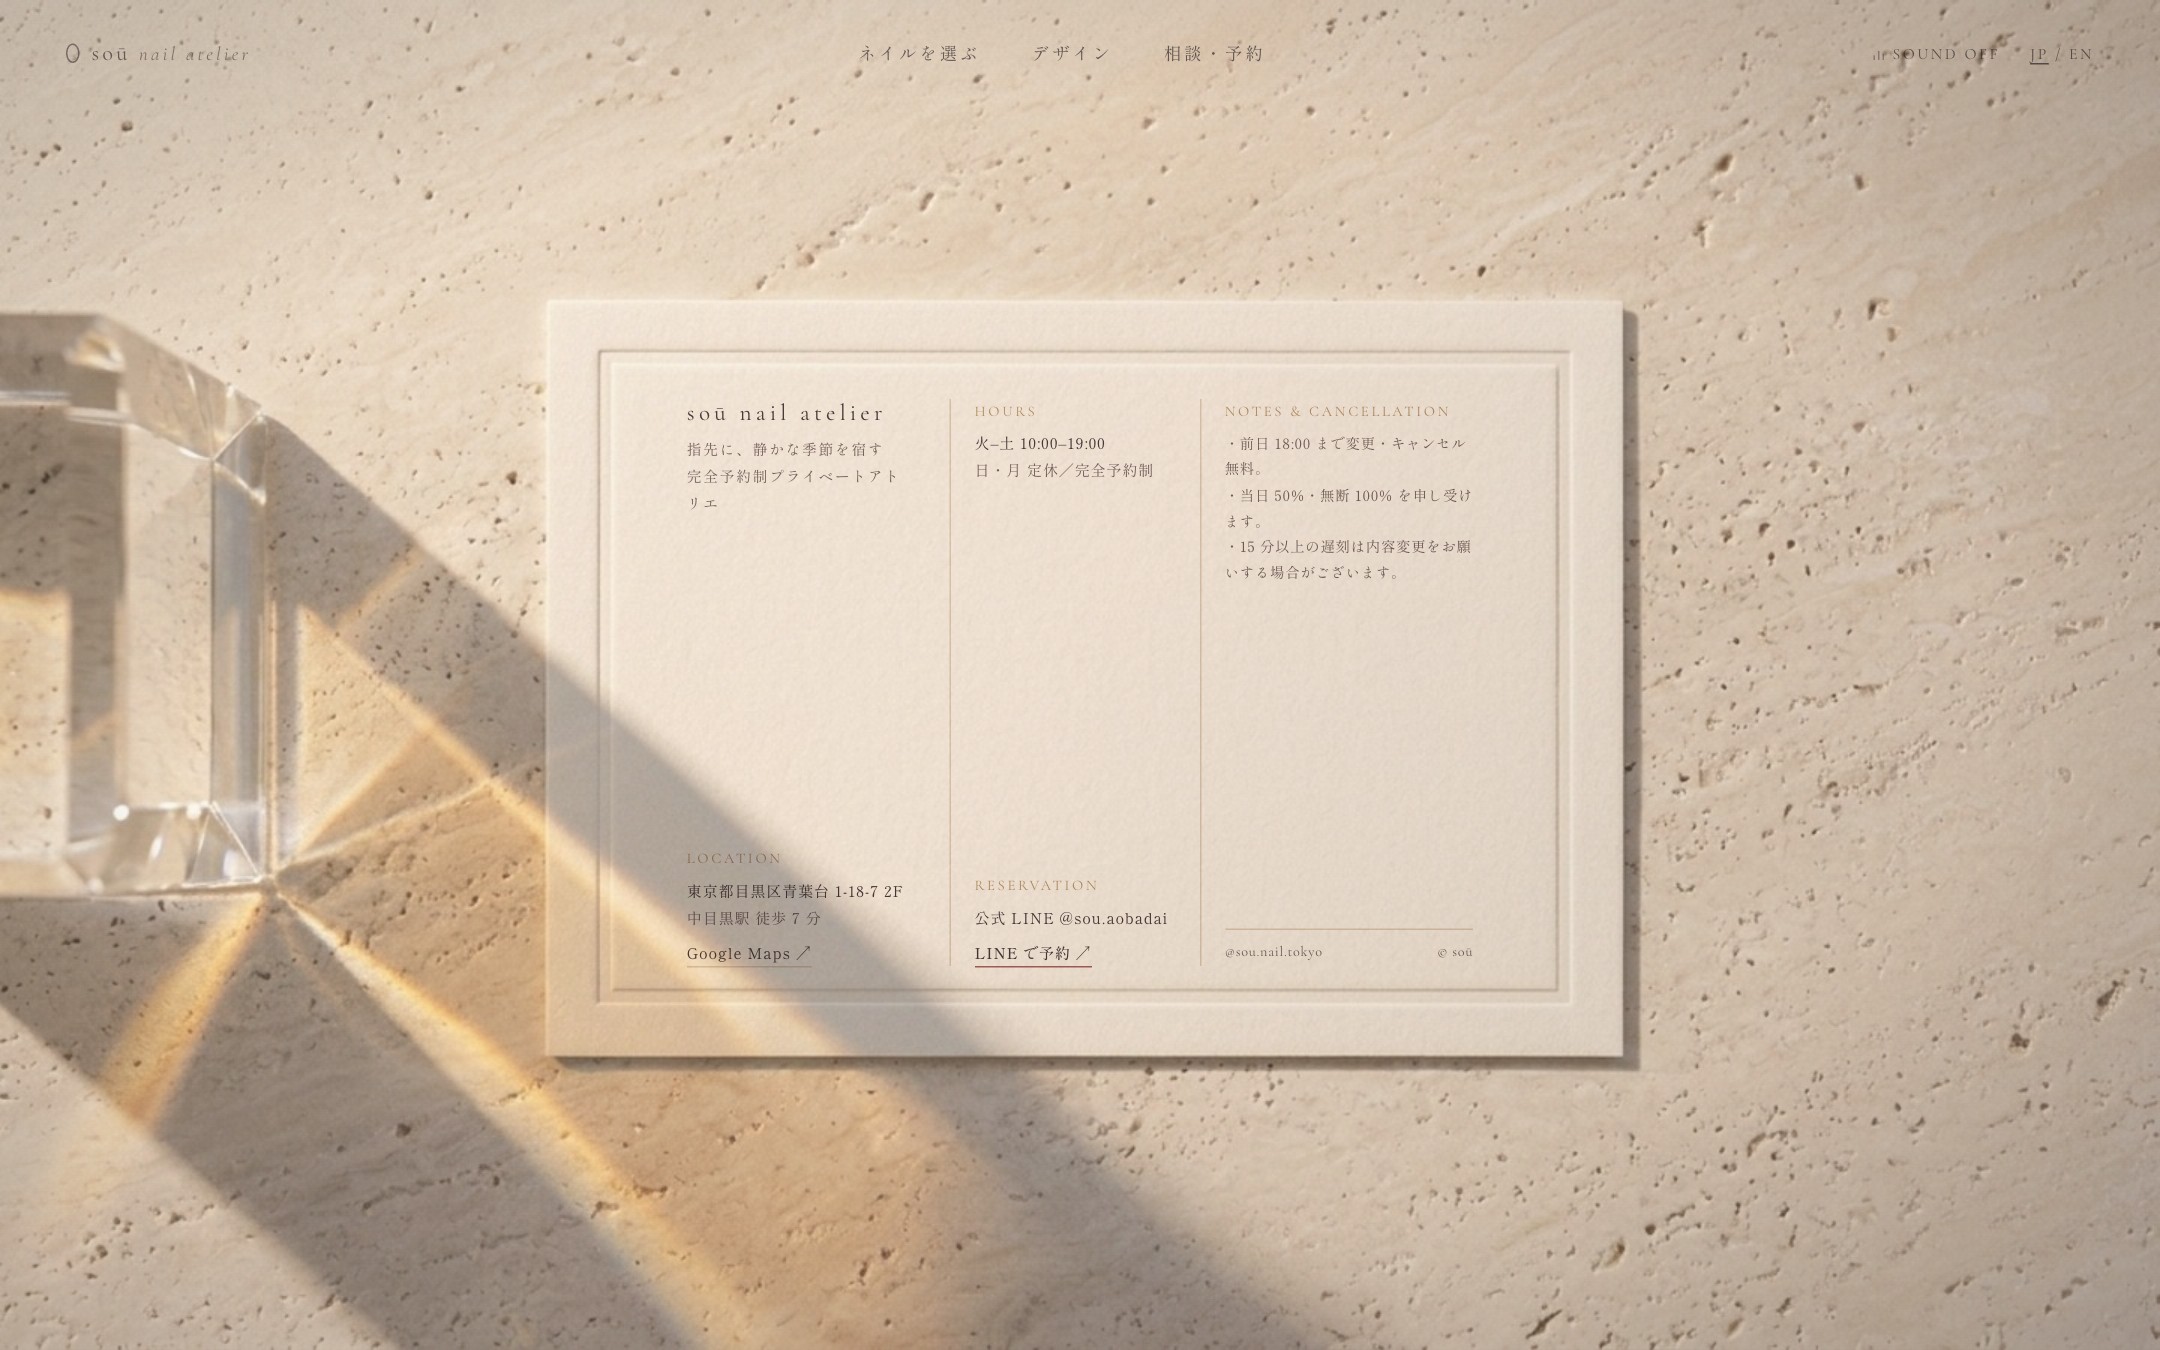 soū nail atelier
ネイルを選ぶ
デザイン
相談・予約
SOUND OFF
JP / EN
soū nail atelier
指先に、静かな季節を宿す
完全予約制プライベートアト
リエ
LOCATION
東京都目黒区青葉台 1-18-7 2F
中目黒駅 徒歩 7 分
Google Maps ↗
HOURS
火–土 10:00–19:00
日・月 定休／完全予約制
RESERVATION
公式 LINE @sou.aobadai
LINE で予約 ↗
NOTES & CANCELLATION
・前日 18:00 まで変更・キャンセル
無料。
・当日 50%・無断 100% を申し受け
ます。
・15 分以上の遅刻は内容変更をお願
いする場合がございます。
@sou.nail.tokyo
© soū